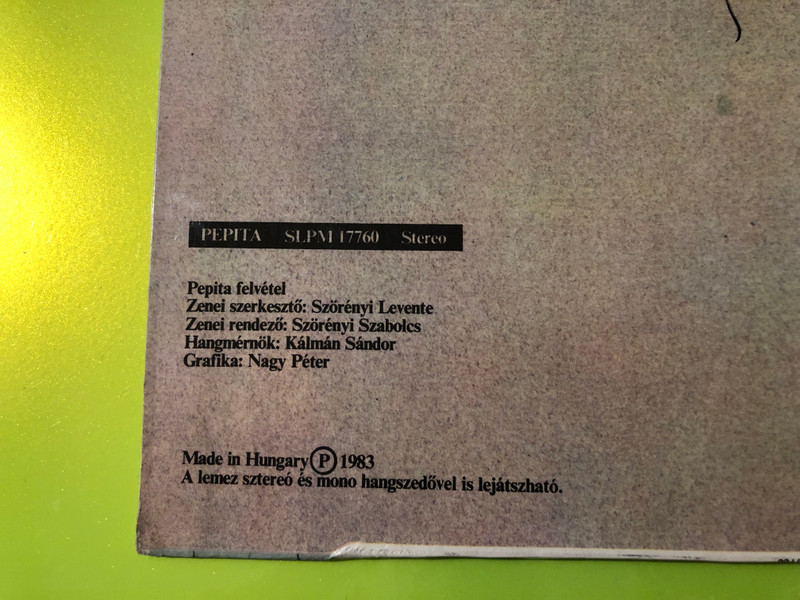 PEPITA SLPM 17760 Stereo
Pepita felvétel
Zenei szerkesztő: Szörényi Levente
Zenei rendező: Szörényi Szabolcs
Hangmérnök: Kálmán Sándor
Grafika: Nagy Péter
Made in Hungary Ⓟ 1983
A lemez sztereó és mono hangszedővel is lejátszható.